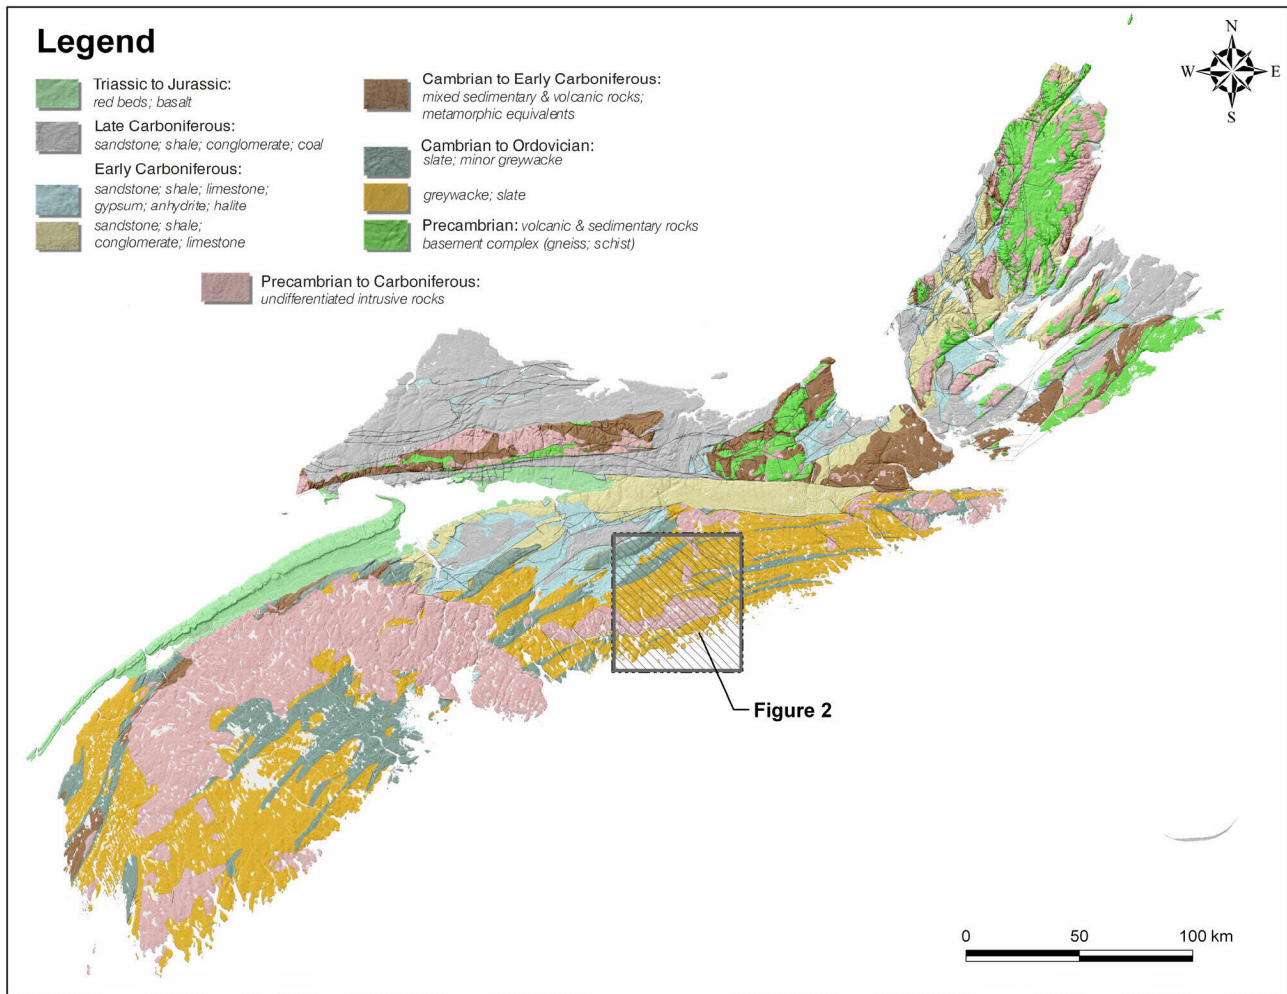 Legend
Triassic to Jurassic:
red beds; basalt
Late Carboniferous:
sandstone; shale; conglomerate; coal
Early Carboniferous:
sandstone; shale; limestone;
gypsum; anhydrite; halite
sandstone; shale;
conglomerate; limestone
Cambrian to Early Carboniferous:
mixed sedimentary & volcanic rocks;
metamorphic equivalents
Cambrian to Ordovician:
slate; minor greywacke
greywacke; slate
Precambrian: volcanic & sedimentary rocks
basement complex (gneiss; schist)
Precambrian to Carboniferous:
undifferentiated intrusive rocks
N
W E
S
Figure 2
0 50 100 km